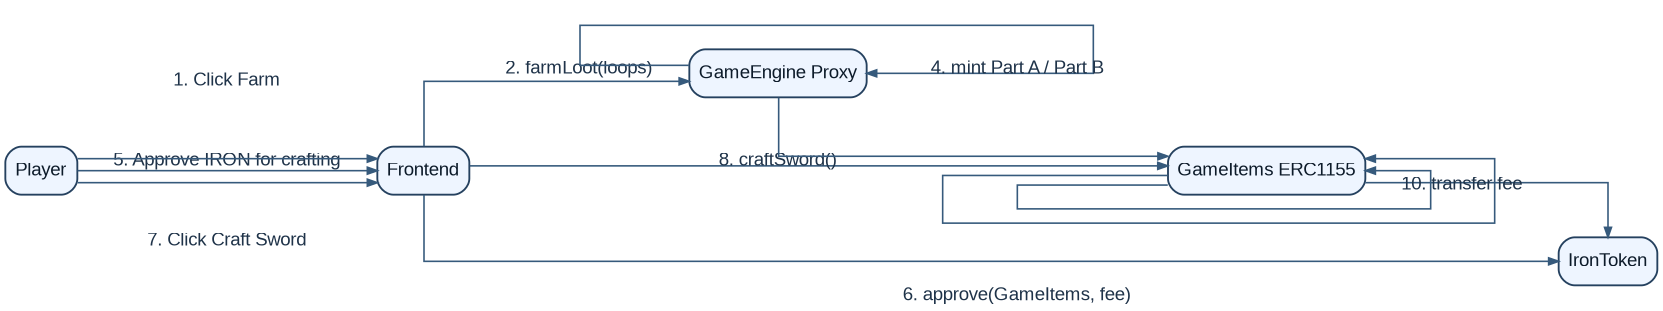 1. Click Farm
2. farmLoot(loops)
GameEngine Proxy
4. mint Part A / Part B
Player
5. Approve IRON for crafting
Frontend
8. craftSword()
GameItems ERC1155
10. transfer fee
7. Click Craft Sword
IronToken
6. approve(GameItems, fee)